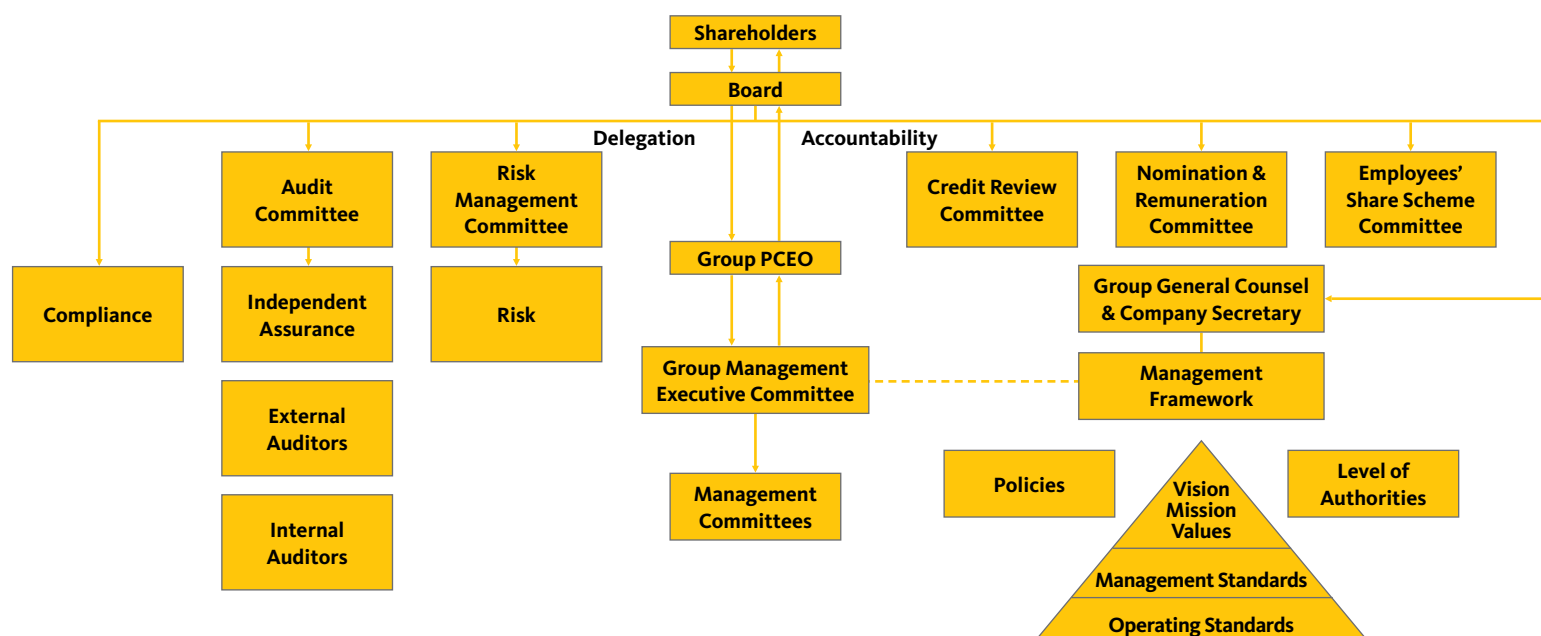 Shareholders
Board
Delegation
Accountability
Audit
Committee
Risk
Management
Committee
Credit Review
Committee
Nomination &
Remuneration
Committee
Employees'
Share Scheme
Committee
Group PCEO
Compliance
Independent
Assurance
Risk
Group General Counsel
& Company Secretary
Group Management
Executive Committee
Management
Framework
External
Auditors
Policies
Vision
Mission
Values
Level of
Authorities
Management
Committees
Internal
Auditors
Management Standards
Operating Standards